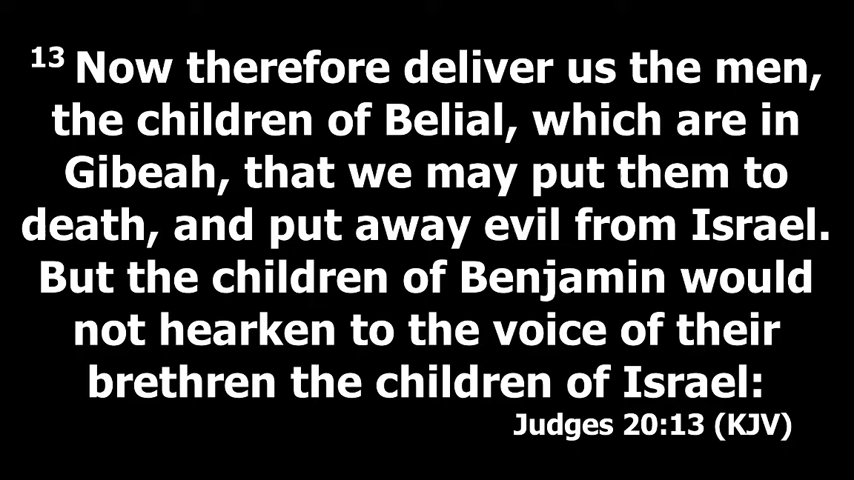 13 Now therefore deliver us the men,
the children of Belial, which are in
Gibeah, that we may put them to
death, and put away evil from Israel.
But the children of Benjamin would
not hearken to the voice of their
brethren the children of Israel:
Judges 20:13 (KJV)